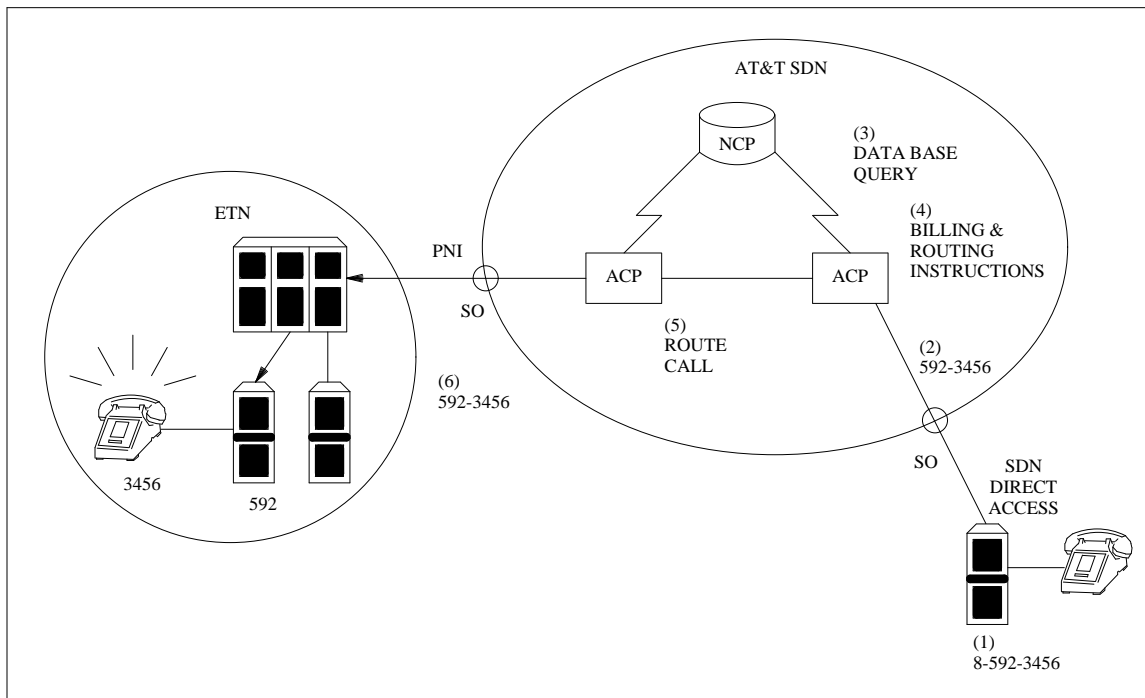 AT&T SDN
NCP
(3)
DATA BASE
QUERY
ETN
(4)
BILLING &
ROUTING
INSTRUCTIONS
PNI
ACP
ACP
SO
(5)
ROUTE
CALL
(2)
592-3456
(6)
592-3456
SO
3456
592
SDN
DIRECT
ACCESS
(1)
8-592-3456